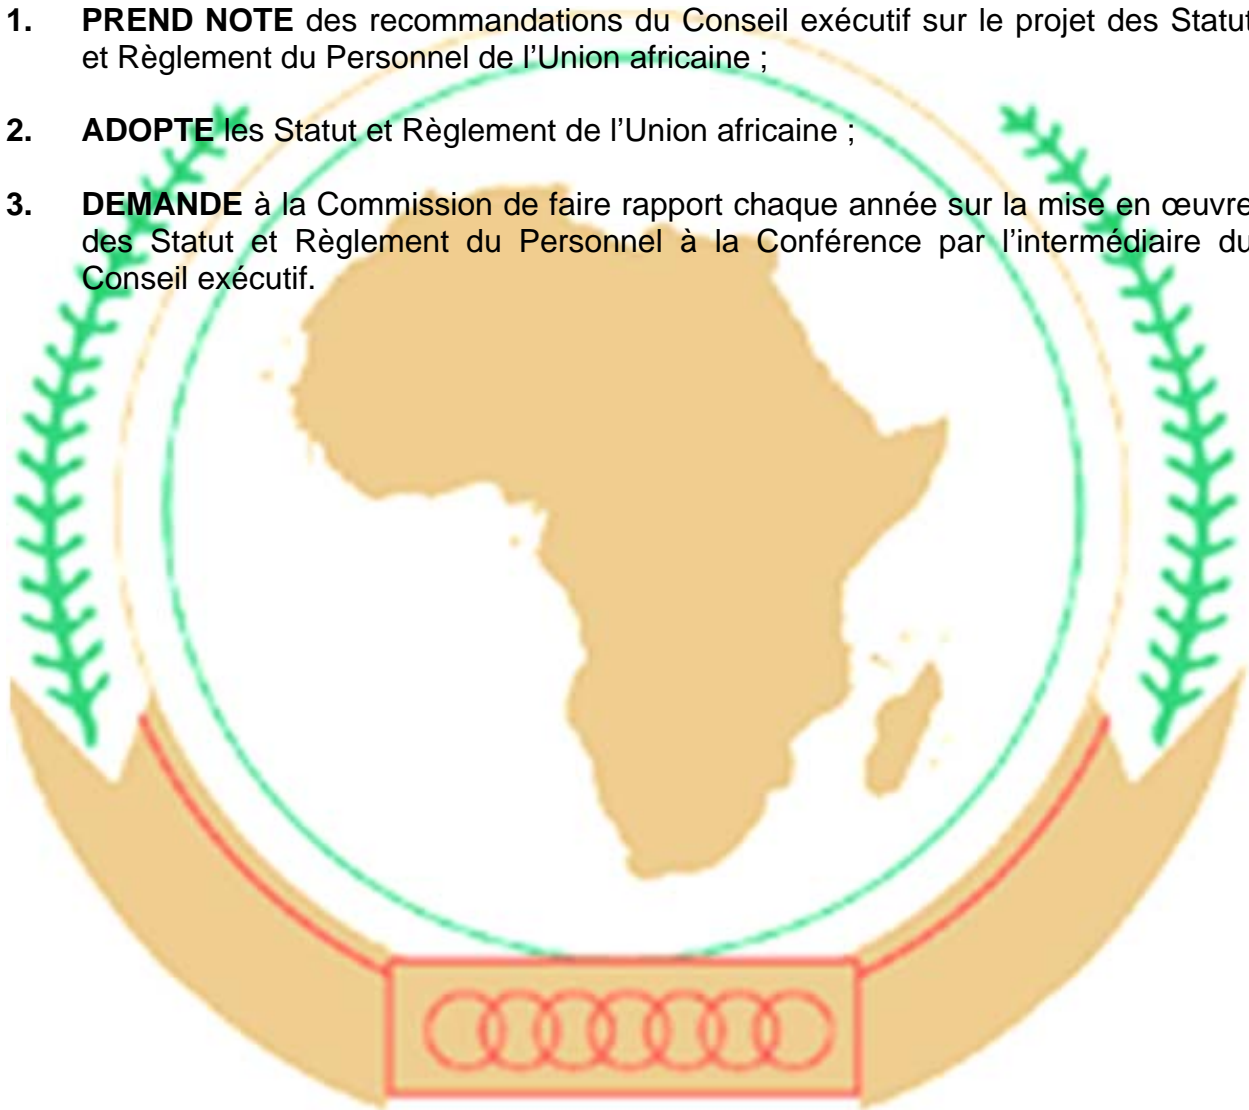 1. PREND NOTE des recommandations du Conseil exécutif sur le projet des Statut
et Règlement du Personnel de l'Union africaine ;
2. ADOPTE les Statut et Règlement de l'Union africaine ;
3. DEMANDE à la Commission de faire rapport chaque année sur la mise en œuvre
des Statut et Règlement du Personnel à la Conférence par l'intermédiaire du
Conseil exécutif.